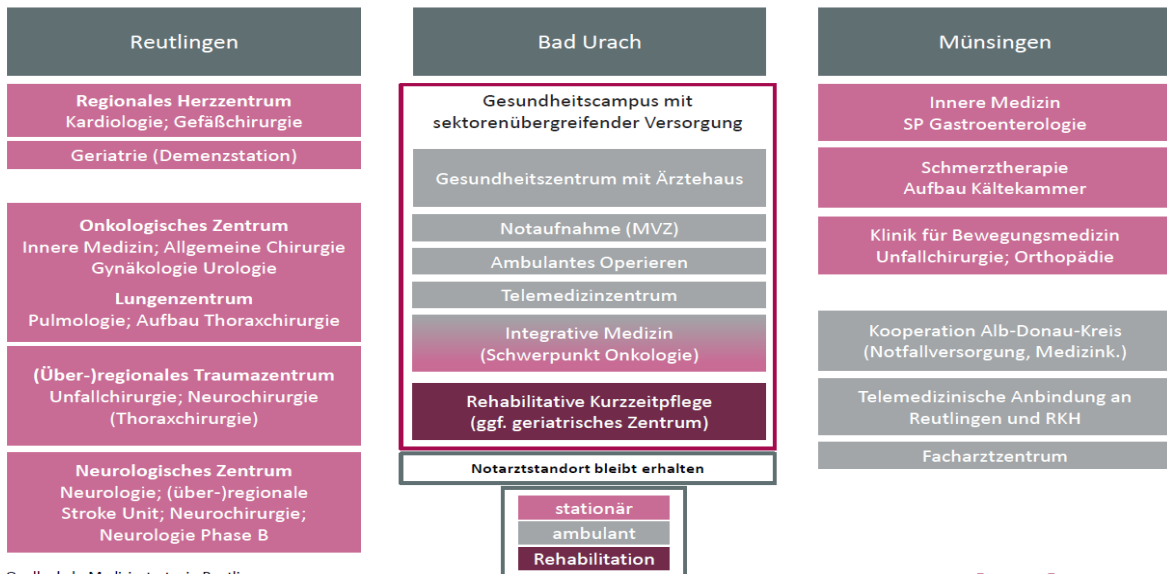 Reutlingen
Regionales Herzzentrum
Kardiologie; Gefäßchirurgie
Geriatrie (Demenzstation)
Onkologisches Zentrum
Innere Medizin; Allgemeine Chirurgie
Gynäkologie Urologie
Lungenzentrum
Pulmologie; Aufbau Thoraxchirurgie
(Über-)regionales Traumazentrum
Unfallchirurgie; Neurochirurgie
(Thoraxchirurgie)
Neurologisches Zentrum
Neurologie; (über-)regionale
Stroke Unit; Neurochirurgie;
Neurologie Phase B
Bad Urach
Gesundheitscampus mit
sektorenübergreifender Versorgung
Gesundheitszentrum mit Ärztehaus
Notaufnahme (MVZ)
Ambulantes Operieren
Telemedizinzentrum
Integrative Medizin
(Schwerpunkt Onkologie)
Rehabilitative Kurzzeitpflege
(ggf. geriatrisches Zentrum)
Notarztstandort bleibt erhalten
stationär
ambulant
Rehabilitation
Münsingen
Innere Medizin
SP Gastroenterologie
Schmerztherapie
Aufbau Kältekammer
Klinik für Bewegungsmedizin
Unfallchirurgie; Orthopädie
Kooperation Alb-Donau-Kreis
(Notfallversorgung, Medizink.)
Telemedizinische Anbindung an
Reutlingen und RKH
Facharztzentrum